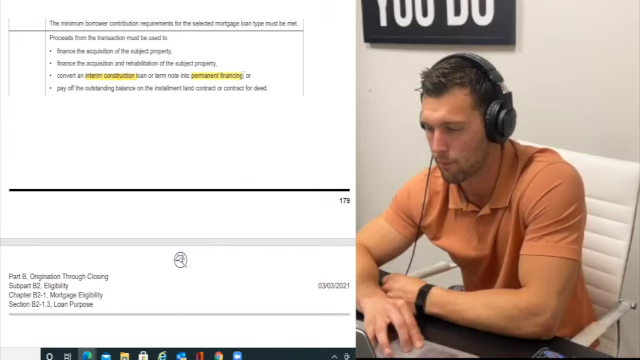 The minimum borrower contribution requirements for the selected mortgage loan type must be met.
Proceeds from the transaction must be used to
• finance the acquisition of the subject property,
• finance the acquisition and rehabilitation of the subject property,
• convert an interim construction loan or term note into permanent financing, or
• pay off the outstanding balance on the installment land contract or contract for deed.
179
Part B, Origination Through Closing
Subpart B2, Eligibility
Chapter B2-1, Mortgage Eligibility
Section B2-1.3, Loan Purpose
03/03/2021
YOU DO